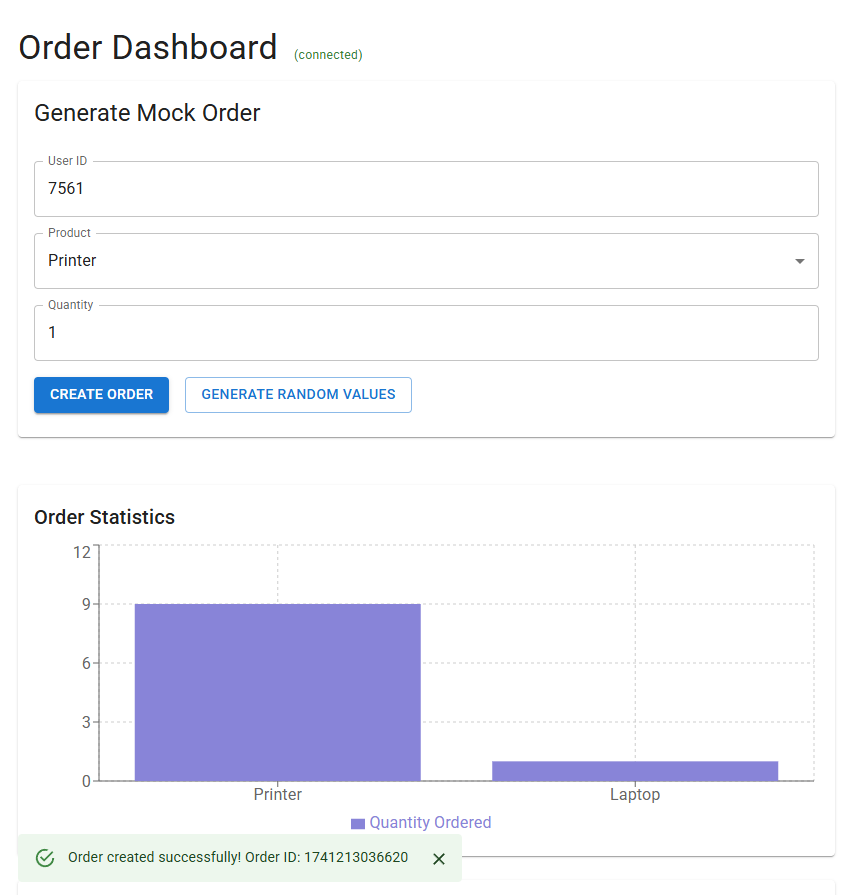 Order Dashboard (connected)
Generate Mock Order
User ID
7561
Product
Printer
Quantity
1
CREATE ORDER GENERATE RANDOM VALUES
Order Statistics
12
9
6
3
0
Printer Laptop
Quantity Ordered
Order created successfully! Order ID: 1741213036620